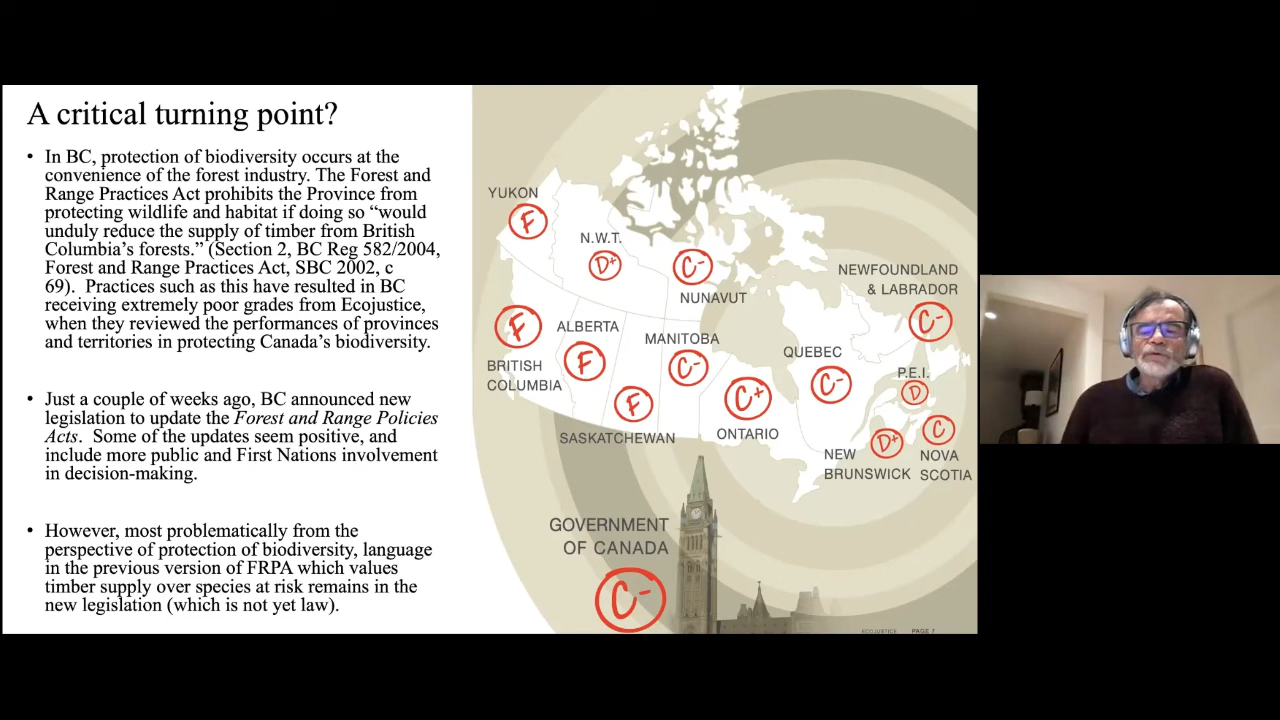 A critical turning point?
• In BC, protection of biodiversity occurs at the
convenience of the forest industry. The Forest and
Range Practices Act prohibits the Province from
protecting wildlife and habitat if doing so “would
unduly reduce the supply of timber from British
Columbia’s forests.” (Section 2, BC Reg 582/2004,
Forest and Range Practices Act, SBC 2002, c
69). Practices such as this have resulted in BC
receiving extremely poor grades from Ecojustice,
when they reviewed the performances of provinces
and territories in protecting Canada’s biodiversity.
• Just a couple of weeks ago, BC announced new
legislation to update the Forest and Range Policies
Acts. Some of the updates seem positive, and
include more public and First Nations involvement
in decision-making.
• However, most problematically from the
perspective of protection of biodiversity, language
in the previous version of FRPA which values
timber supply over species at risk remains in the
new legislation (which is not yet law).
YUKON
F
N.W.T.
D+
C-
NUNAVUT
NEWFOUNDLAND
& LABRADOR
C-
F
BRITISH
COLUMBIA
ALBERTA
F
F
SASKATCHEWAN
MANITOBA
C-
C+
ONTARIO
QUEBEC
C-
P.E.I.
D
D+
NEW
BRUNSWICK
C
NOVA
SCOTIA
GOVERNMENT
OF CANADA
C-
ECOJUSTICE PAGE 7